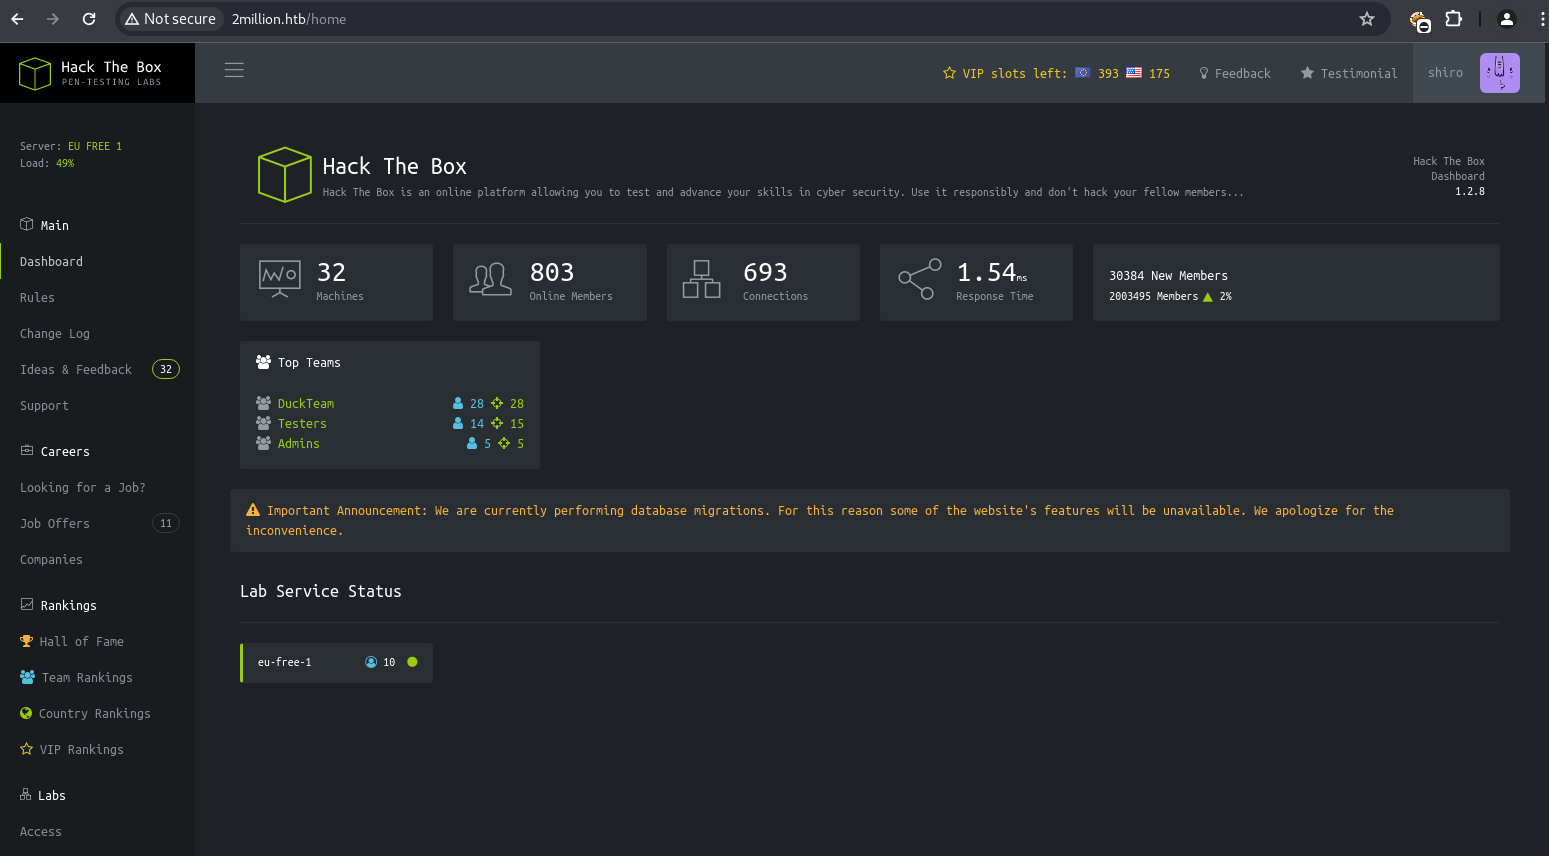 Not secure 2million.htb/home
Hack The Box
PEN-TESTING LABS
VIP slots left: 393 175 Feedback Testimonial shiro
Server: EU FREE 1
Load: 49%
Main
Dashboard
Rules
Change Log
Ideas & Feedback 32
Support
Careers
Looking for a Job?
Job Offers 11
Companies
Rankings
Hall of Fame
Team Rankings
Country Rankings
VIP Rankings
Labs
Access
Hack The Box
Hack The Box is an online platform allowing you to test and advance your skills in cyber security. Use it responsibly and don't hack your fellow members...
Hack The Box
Dashboard
1.2.8
32
Machines
803
Online Members
693
Connections
1.54ms
Response Time
30384 New Members
2003495 Members 2%
Top Teams
DuckTeam 28 28
Testers 14 15
Admins 5 5
Important Announcement: We are currently performing database migrations. For this reason some of the website's features will be unavailable. We apologize for the
inconvenience.
Lab Service Status
eu-free-1 10